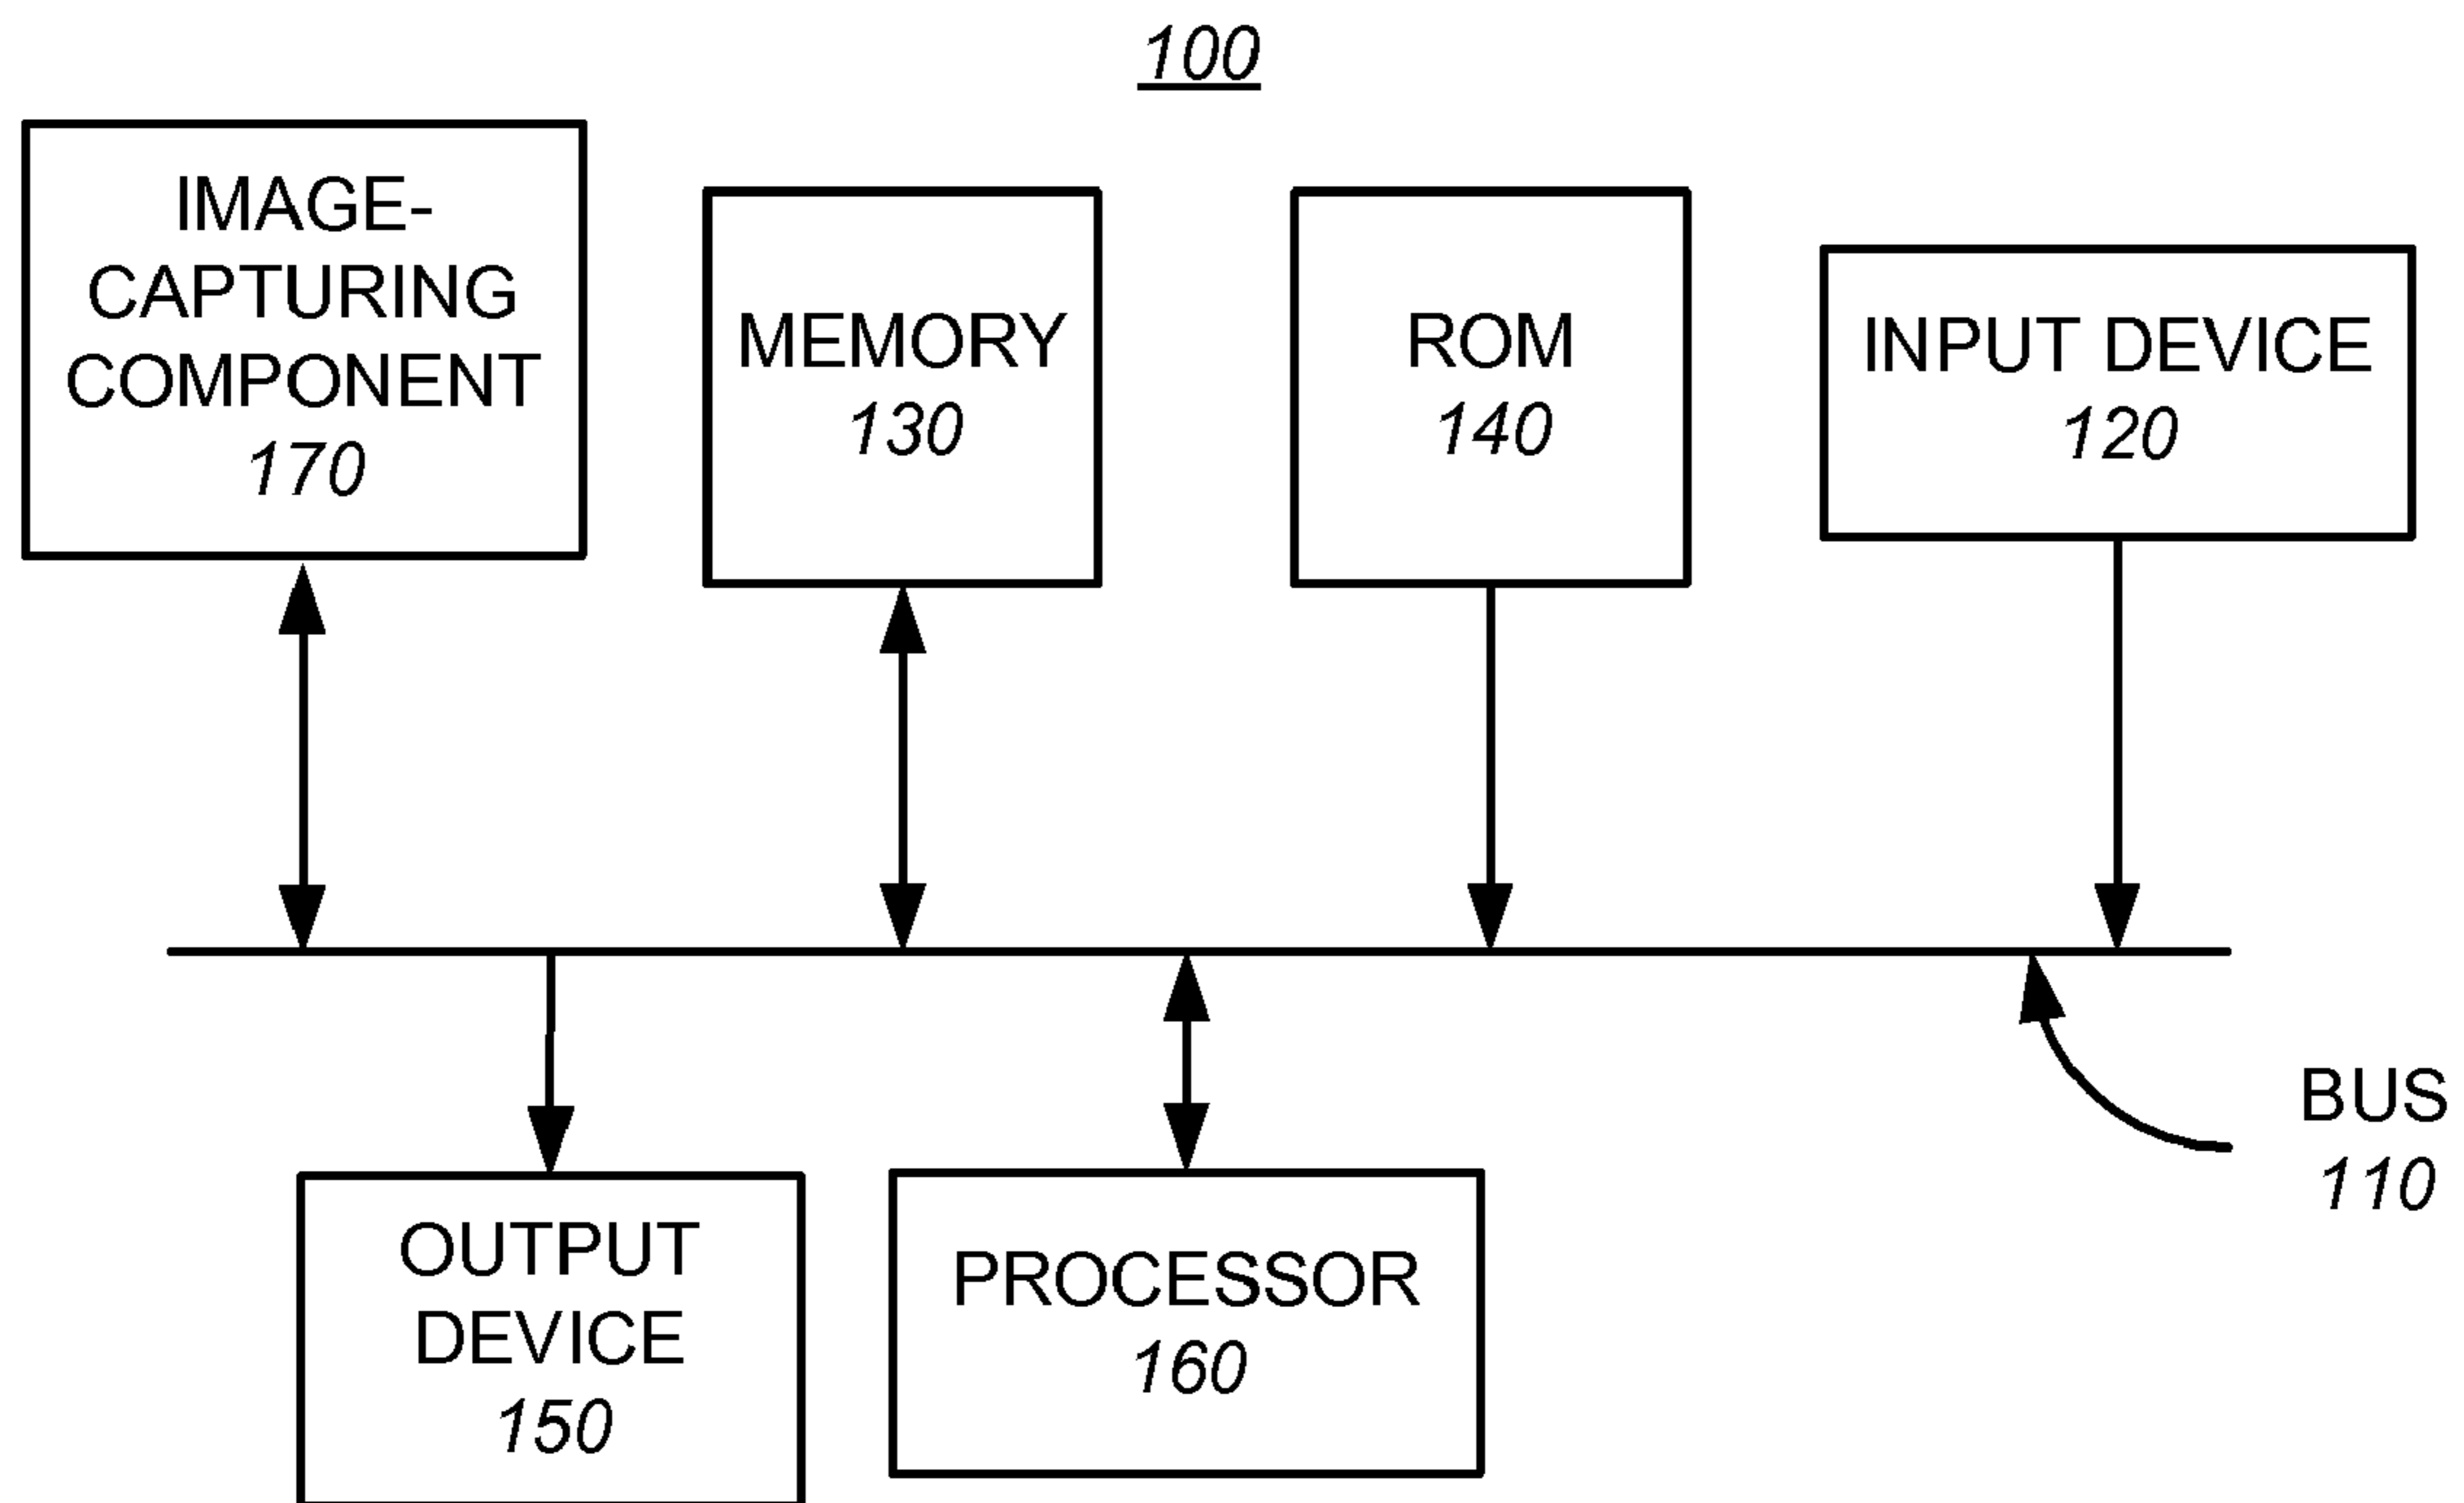 100
IMAGE-
CAPTURING
COMPONENT
170
MEMORY
130
ROM
140
INPUT DEVICE
120
BUS
110
OUTPUT
DEVICE
150
PROCESSOR
160